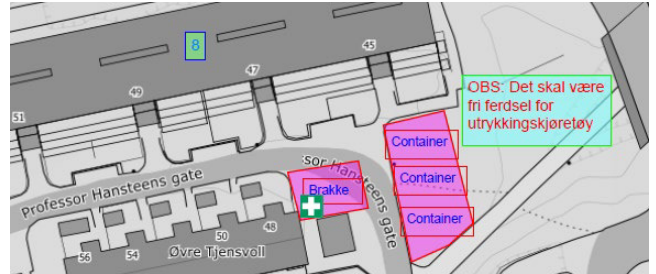 8
45
47
49
51
OBS: Det skal være
fri ferdsel for
utrykkingskjøretøy
Container
Container
Container
sor Hansteens gate
Brakke
Professor Hansteens gate
48
50
54
56
Øvre Tjensvoll